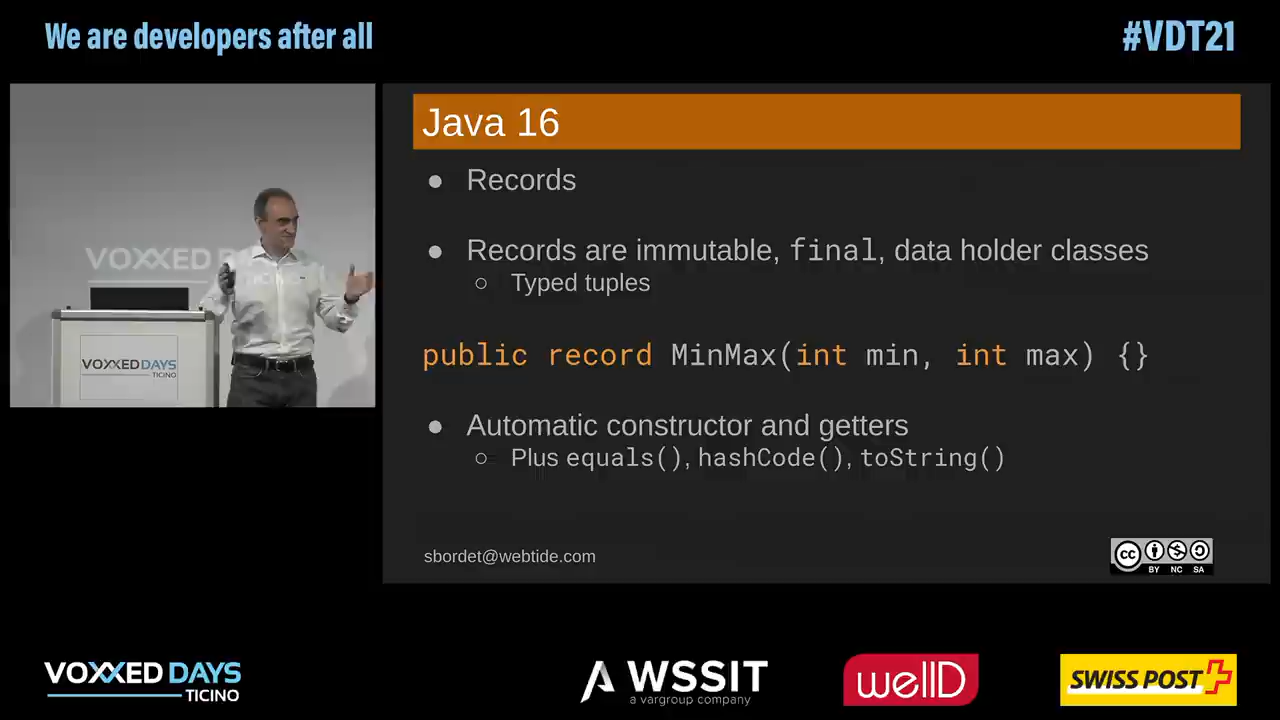 We are developers after all
#VDT21
VOXXED D
VOXXED DAYS
TICINO
Java 16
● Records
● Records are immutable, final, data holder classes
○ Typed tuples
public record MinMax(int min, int max) {}
● Automatic constructor and getters
○ Plus equals(), hashCode(), toString()
sbordet@webtide.com
cc
BY NC SA
VOXXED DAYS
TICINO
WSSIT
a vargroup company
wellD
SWISS POST